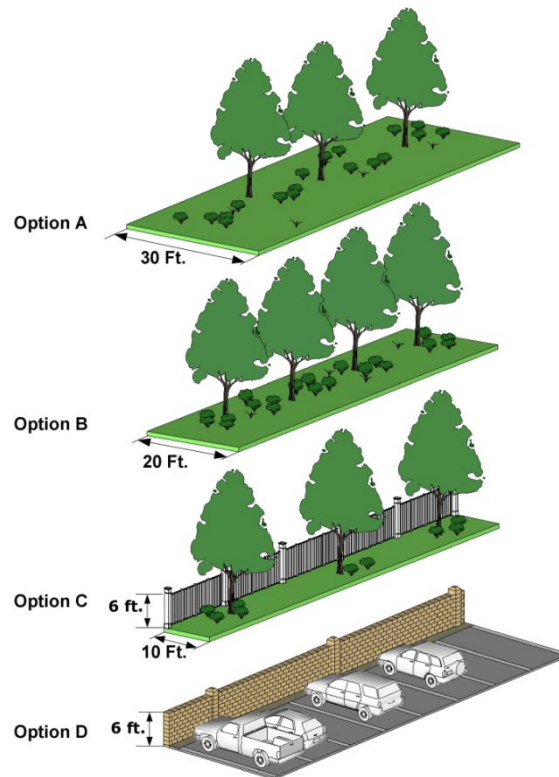 Option A
30 Ft.
Option B
20 Ft.
Option C
6 ft.
10 Ft.
Option D
6 ft.